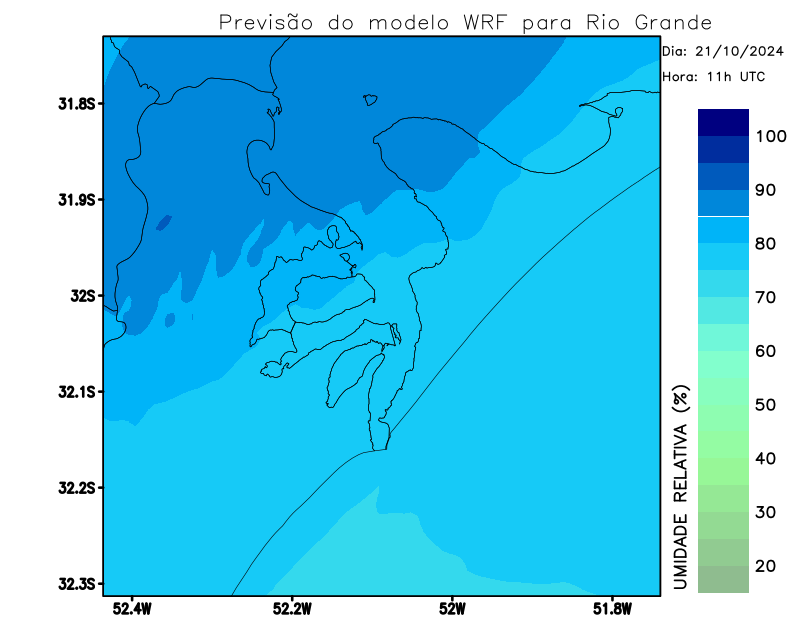 Previsão do modelo WRF para Rio Grande
Dia: 21/10/2024
Hora: 11h UTC
31.8S
31.9S
32S
32.1S
32.2S
32.3S
52.4W
52.2W
52W
51.8W
UMIDADE RELATIVA (%)
100
90
80
70
60
50
40
30
20